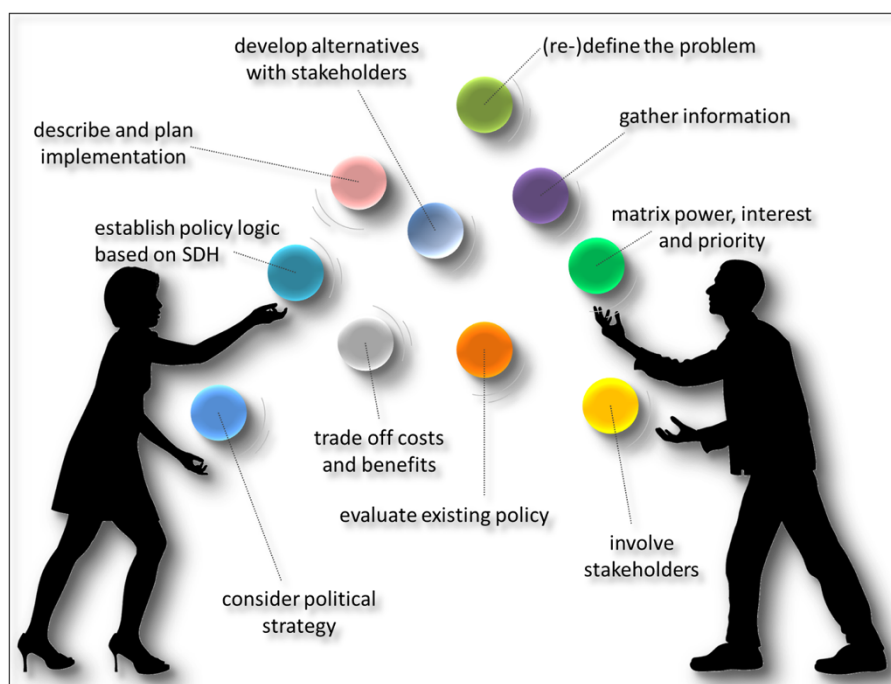 develop alternatives
with stakeholders
(re-)define the problem
describe and plan
implementation
gather information
establish policy logic
based on SDH
matrix power, interest
and priority
trade off costs
and benefits
evaluate existing policy
involve
stakeholders
consider political
strategy